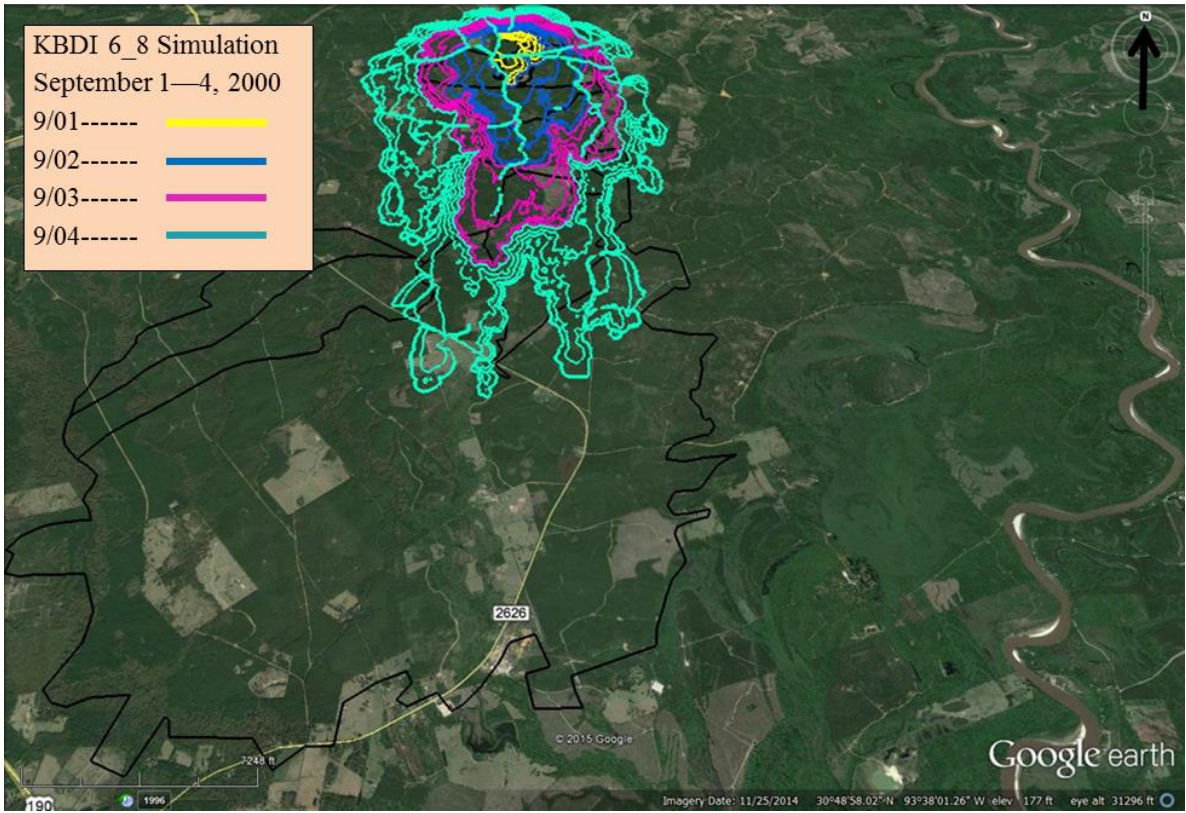 KBDI 6_8 Simulation
September 1—4, 2000
9/01------
9/02------
9/03------
9/04------
N
2626
© 2015 Google
Google earth
7248 ft
1996
190
Imagery Date: 11/25/2014 30°48'58.02" N 93°38'01.26" W elev 177 ft eye alt 31296 ft